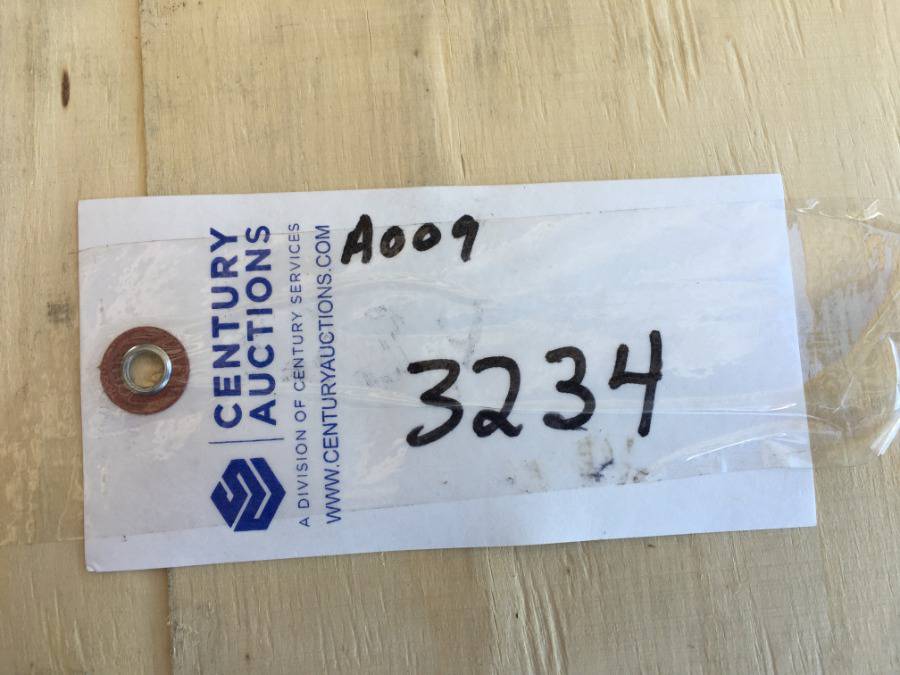 CENTURY
AUCTIONS
A DIVISION OF CENTURY SERVICES
WWW.CENTURYAUCTIONS.COM
A009
3234